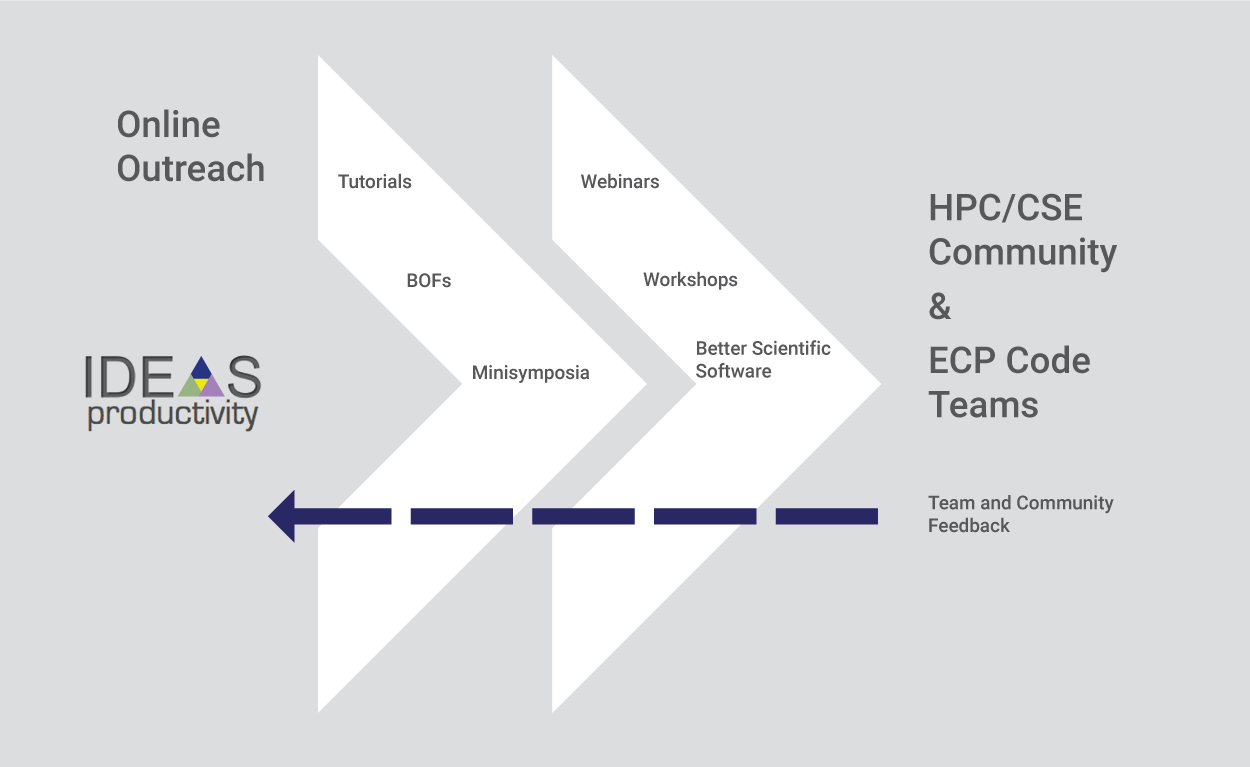 Online
Outreach
Tutorials
BOFs
Minisymposia
Webinars
Workshops
Better Scientific
Software
HPC/CSE
Community
&
ECP Code
Teams
IDEAS
productivity
Team and Community
Feedback